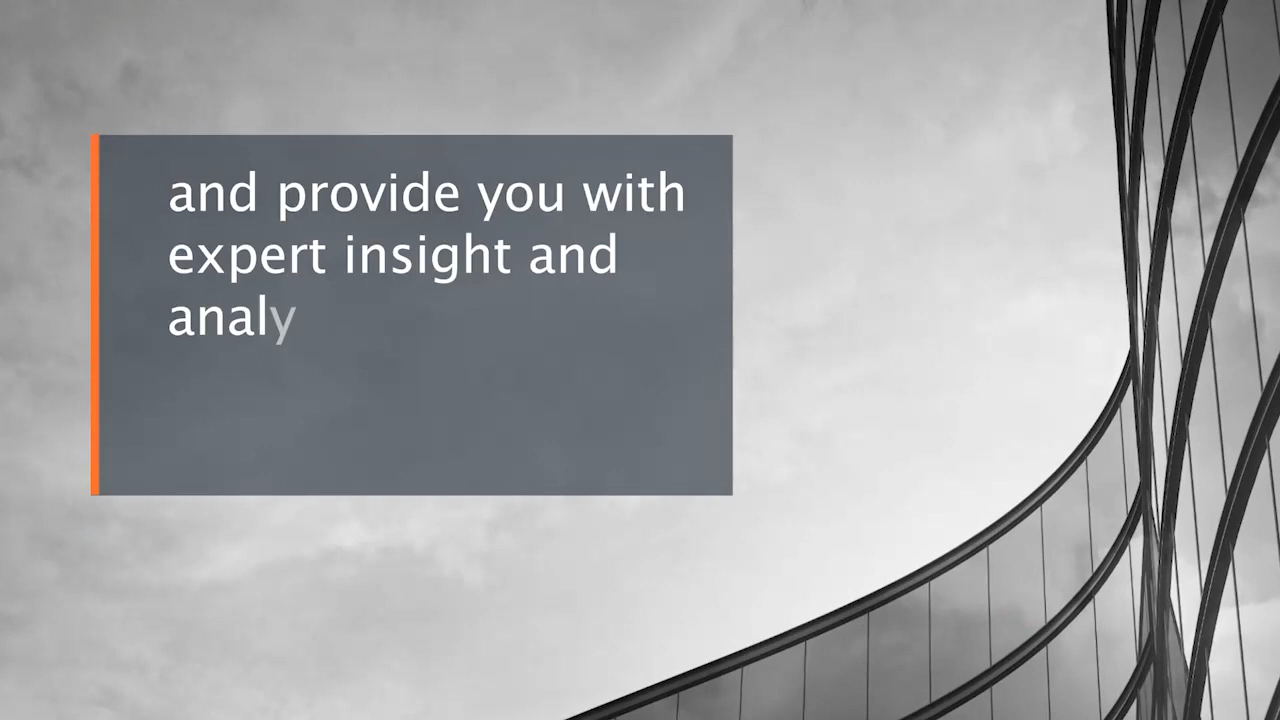 and provide you with
expert insight and
analy